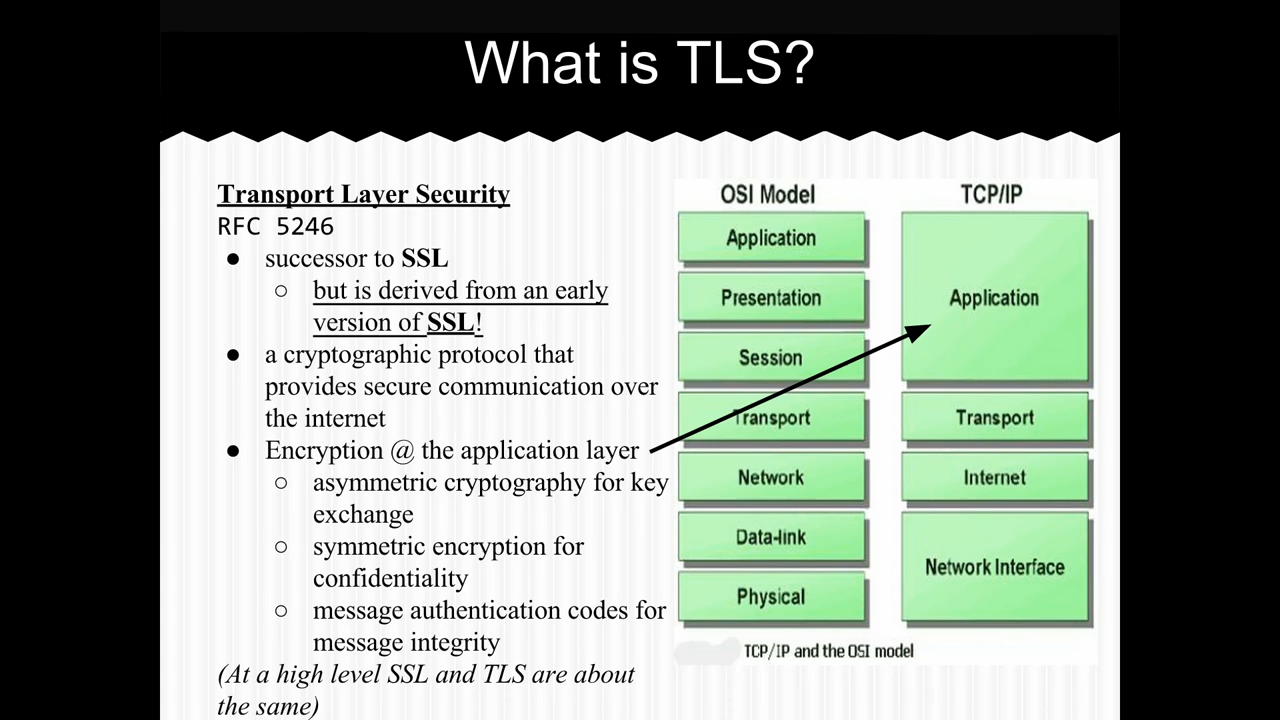 What is TLS?
Transport Layer Security
RFC 5246
● successor to SSL
○ but is derived from an early
version of SSL!
● a cryptographic protocol that
provides secure communication over
the internet
● Encryption @ the application layer
○ asymmetric cryptography for key
exchange
○ symmetric encryption for
confidentiality
○ message authentication codes for
message integrity
(At a high level SSL and TLS are about
the same)
OSI Model
Application
Presentation
Session
Transport
Network
Data-link
Physical
TCP/IP
Application
Transport
Internet
Network Interface
TCP/IP and the OSI model